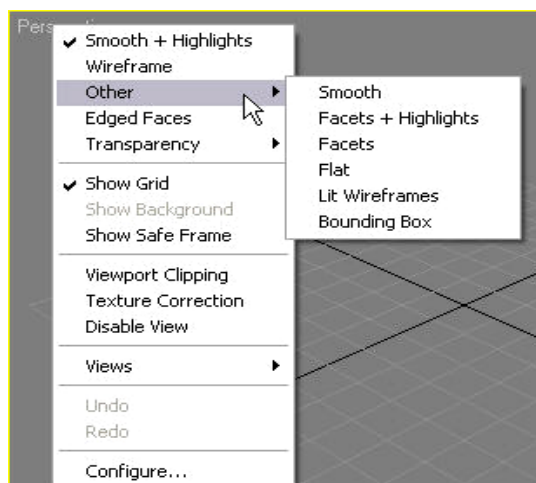 Pers
Smooth + Highlights
Wireframe
Other
Edged Faces
Transparency
Show Grid
Show Background
Show Safe Frame
Viewport Clipping
Texture Correction
Disable View
Views
Undo
Redo
Configure...
Smooth
Facets + Highlights
Facets
Flat
Lit Wireframes
Bounding Box